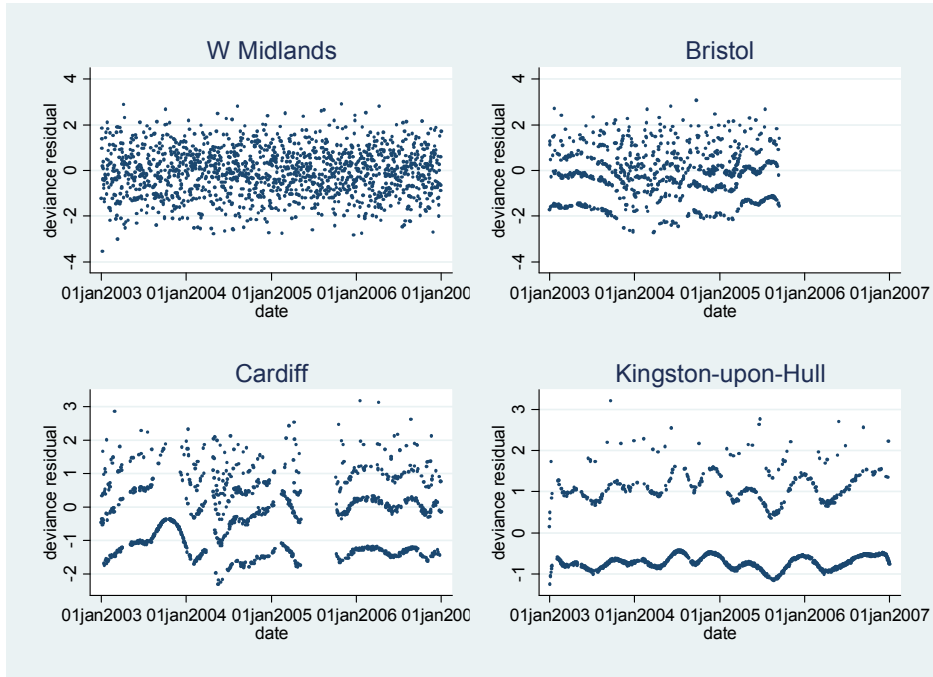 W Midlands
deviance residual
4
2
0
-2
-4
01jan2003 01jan2004 01jan2005 01jan2006 01jan200
date
Bristol
deviance residual
4
2
0
-2
-4
01jan2003 01jan2004 01jan2005 01jan2006 01jan2007
date
Cardiff
deviance residual
3
2
1
0
-1
-2
01jan2003 01jan2004 01jan2005 01jan2006 01jan200
date
Kingston-upon-Hull
deviance residual
3
2
1
0
-1
01jan2003 01jan2004 01jan2005 01jan2006 01jan2007
date